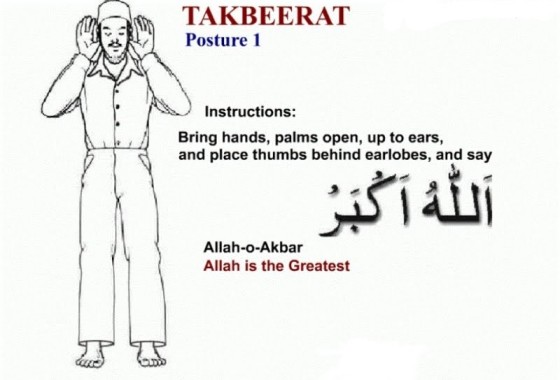 TAKBEERAT
Posture 1
Instructions:
Bring hands, palms open, up to ears,
and place thumbs behind earlobes, and say
اَللّٰهُ اَكْبَرُ
Allah-o-Akbar
Allah is the Greatest